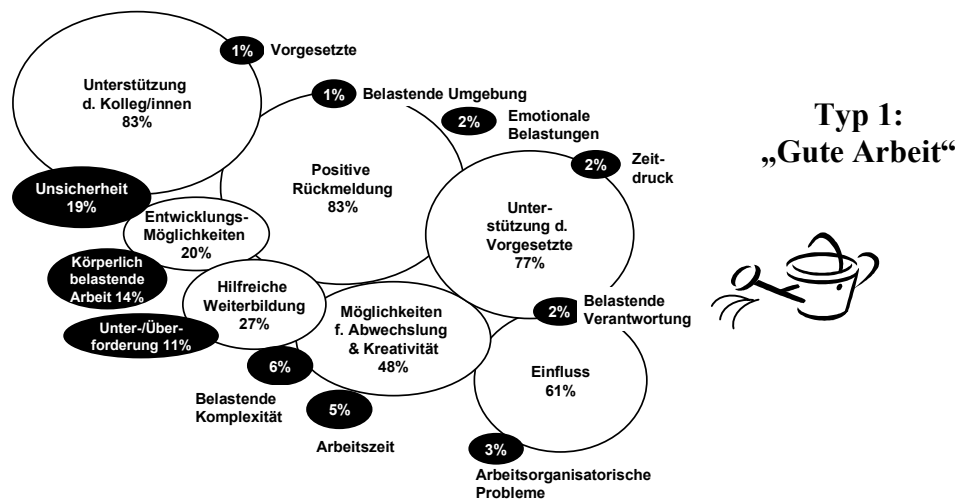 1%
Vorgesetzte
Unterstützung
d. Kolleg/innen
83%
1%
Belastende Umgebung
2%
Emotionale
Belastungen
Typ 1:
„Gute Arbeit“
2%
Zeit-
druck
Positive
Rückmeldung
83%
Unsicherheit
19%
Entwicklungs-
Möglichkeiten
20%
Unter-
stützung d.
Vorgesetzte
77%
Körperlich
belastende
Arbeit 14%
Hilfreiche
Weiterbildung
27%
Möglichkeiten
f. Abwechslung
& Kreativität
48%
2%
Belastende
Verantwortung
Unter-/Über-
forderung 11%
6%
Belastende
Komplexität
Einfluss
61%
5%
Arbeitszeit
3%
Arbeitsorganisatorische
Probleme